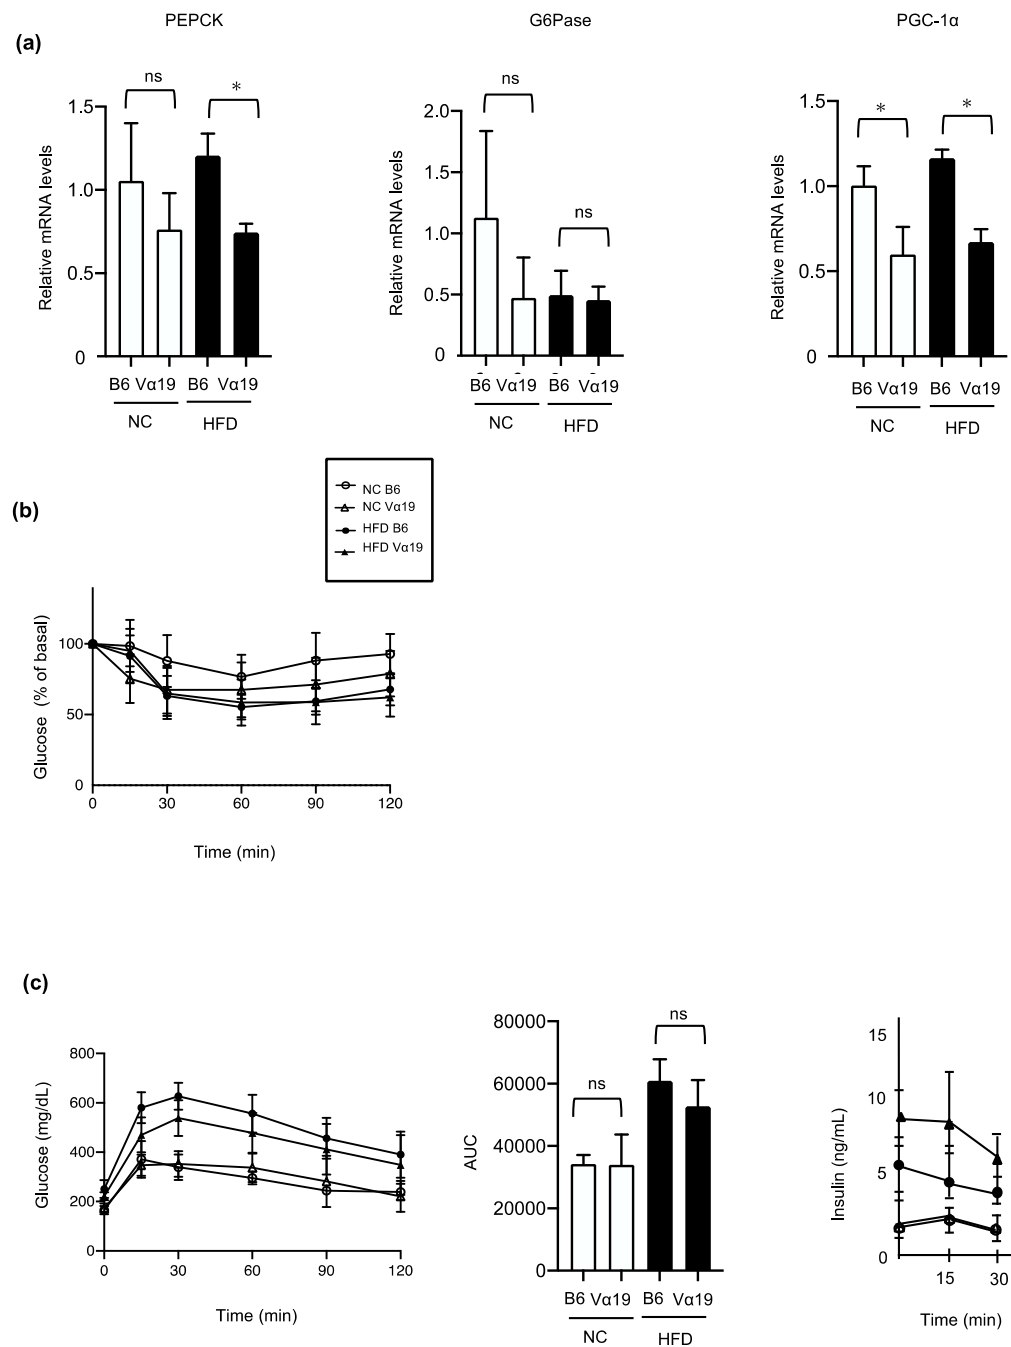 PEPCK G6Pase PGC-1α
(a)
ns * ns ns * *
Relative mRNA levels
1.5
1.0
0.5
0
B6 Vα19 B6 Vα19
NC HFD
Relative mRNA levels
2.0
1.5
1.0
0.5
0
B6 Vα19 B6 Vα19
NC HFD
Relative mRNA levels
1.5
1.0
0.5
0
B6 Vα19 B6 Vα19
NC HFD
(b)
NC B6
NC Vα19
HFD B6
HFD Vα19
Glucose (% of basal)
100
50
0
0 30 60 90 120
Time (min)
(c)
Glucose (mg/dL)
800
600
400
200
0
0 30 60 90 120
Time (min)
AUC
80000
60000
40000
20000
0
ns ns
B6 Vα19 B6 Vα19
NC HFD
Insulin (ng/mL)
15
10
5
0
15 30
Time (min)